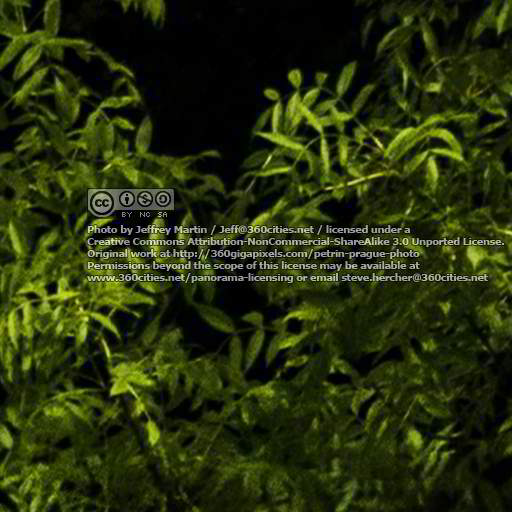 cc
BY NC SA
Photo by Jeffrey Martin / Jeff@360cities.net / licensed under a
Creative Commons Attribution-NonCommercial-ShareAlike 3.0 Unported License.
Original work at http://360gigapixels.com/petrin-prague-photo
Permissions beyond the scope of this license may be available at
www.360cities.net/panorama-licensing or email steve.hercher@360cities.net